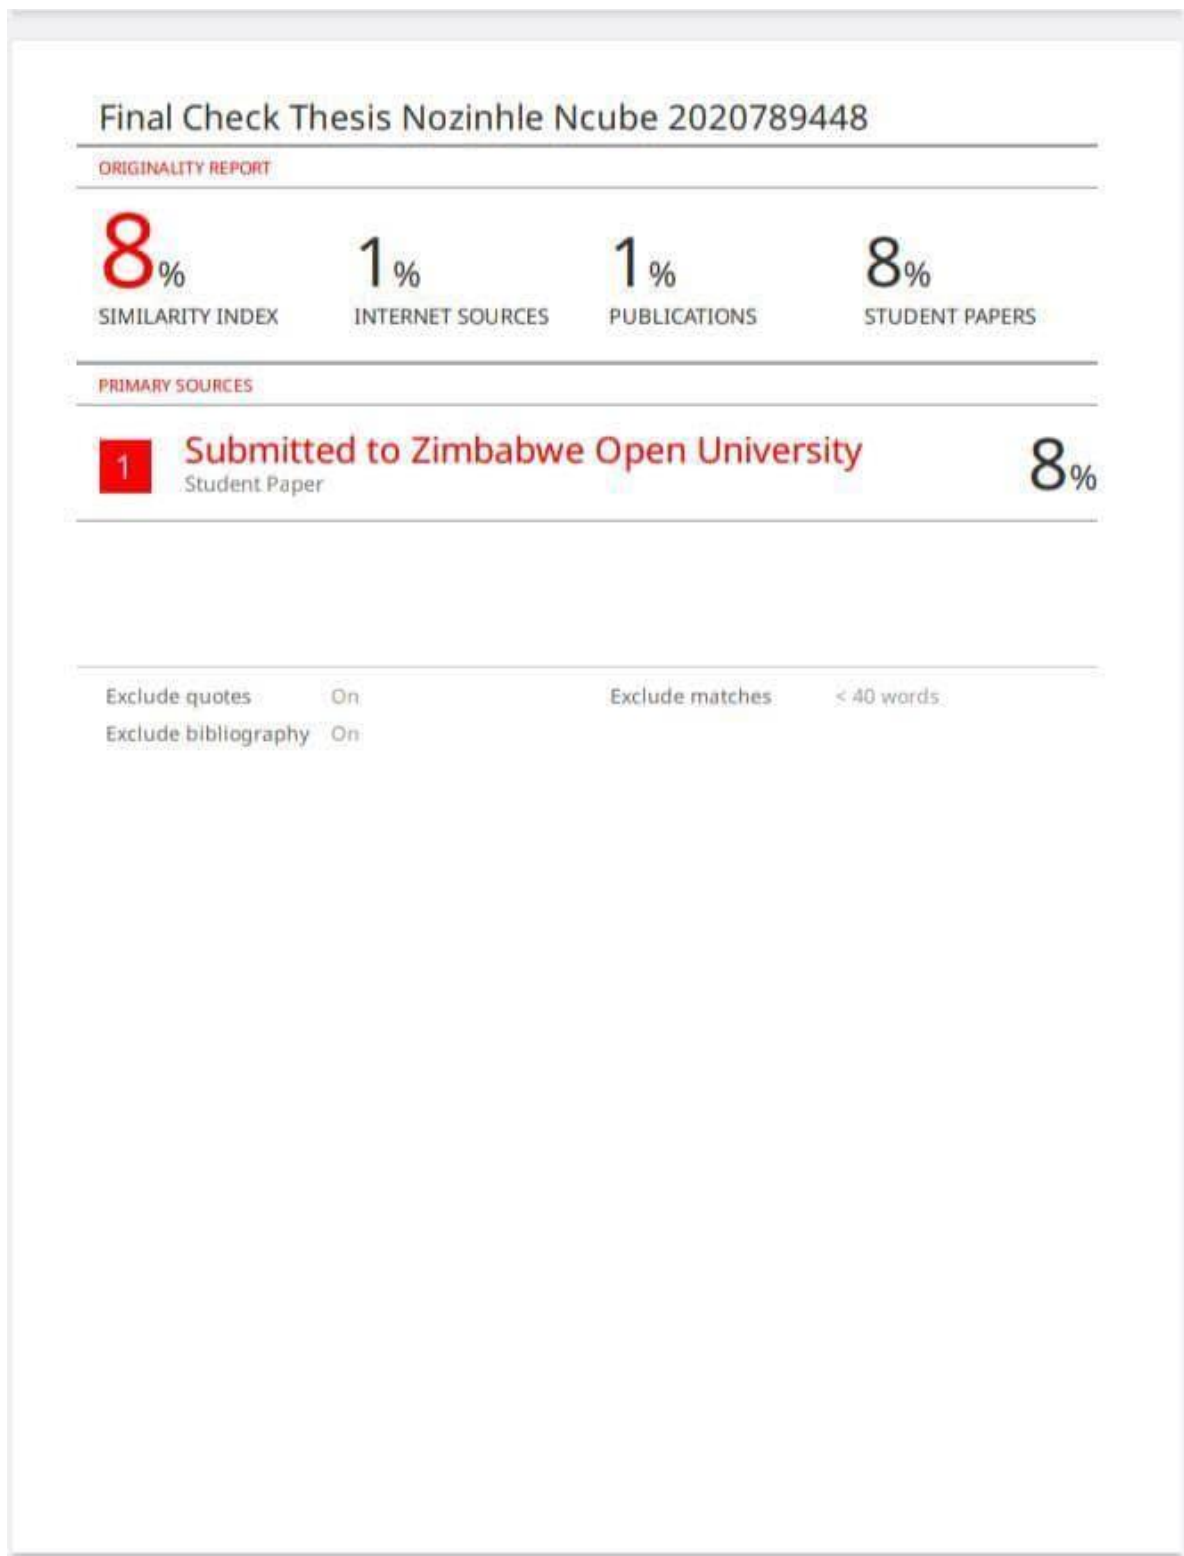 Final Check Thesis Nozinhle Ncube 2020789448
ORIGINALITY REPORT
8% 1% 1% 8%
SIMILARITY INDEX INTERNET SOURCES PUBLICATIONS STUDENT PAPERS
PRIMARY SOURCES
1 Submitted to Zimbabwe Open University 8%
Student Paper
Exclude quotes On Exclude matches < 40 words
Exclude bibliography On